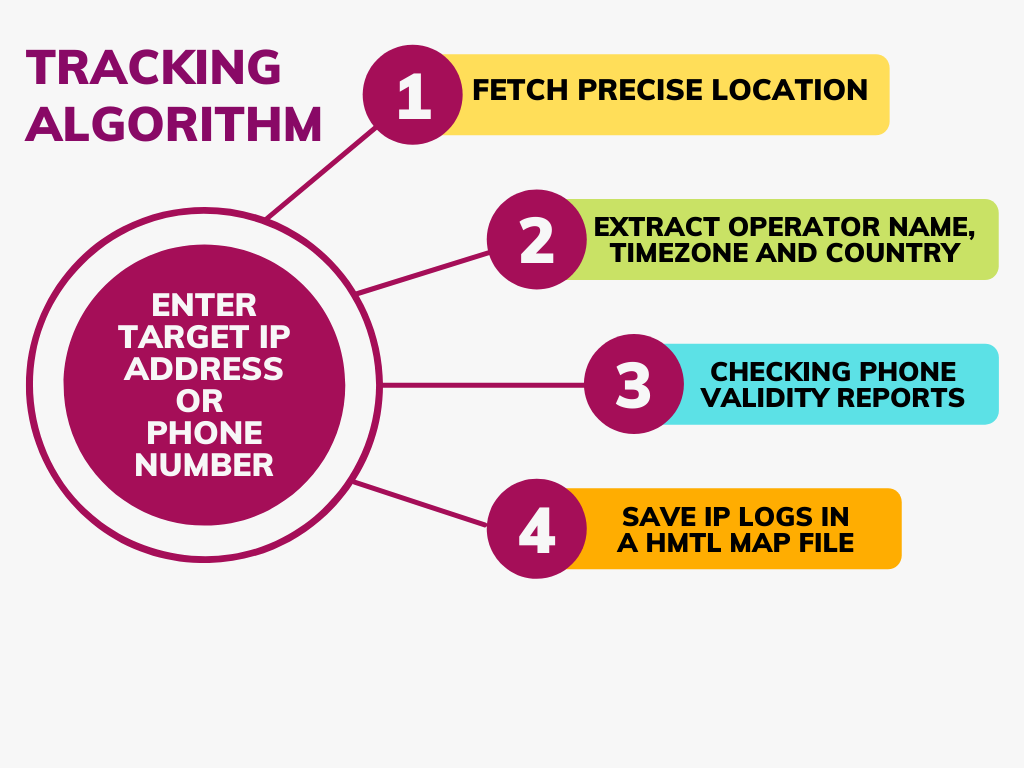 TRACKING
ALGORITHM
1
FETCH PRECISE LOCATION
2
EXTRACT OPERATOR NAME,
TIMEZONE AND COUNTRY
ENTER
TARGET IP
ADDRESS
OR
PHONE
NUMBER
3
CHECKING PHONE
VALIDITY REPORTS
4
SAVE IP LOGS IN
A HMTL MAP FILE